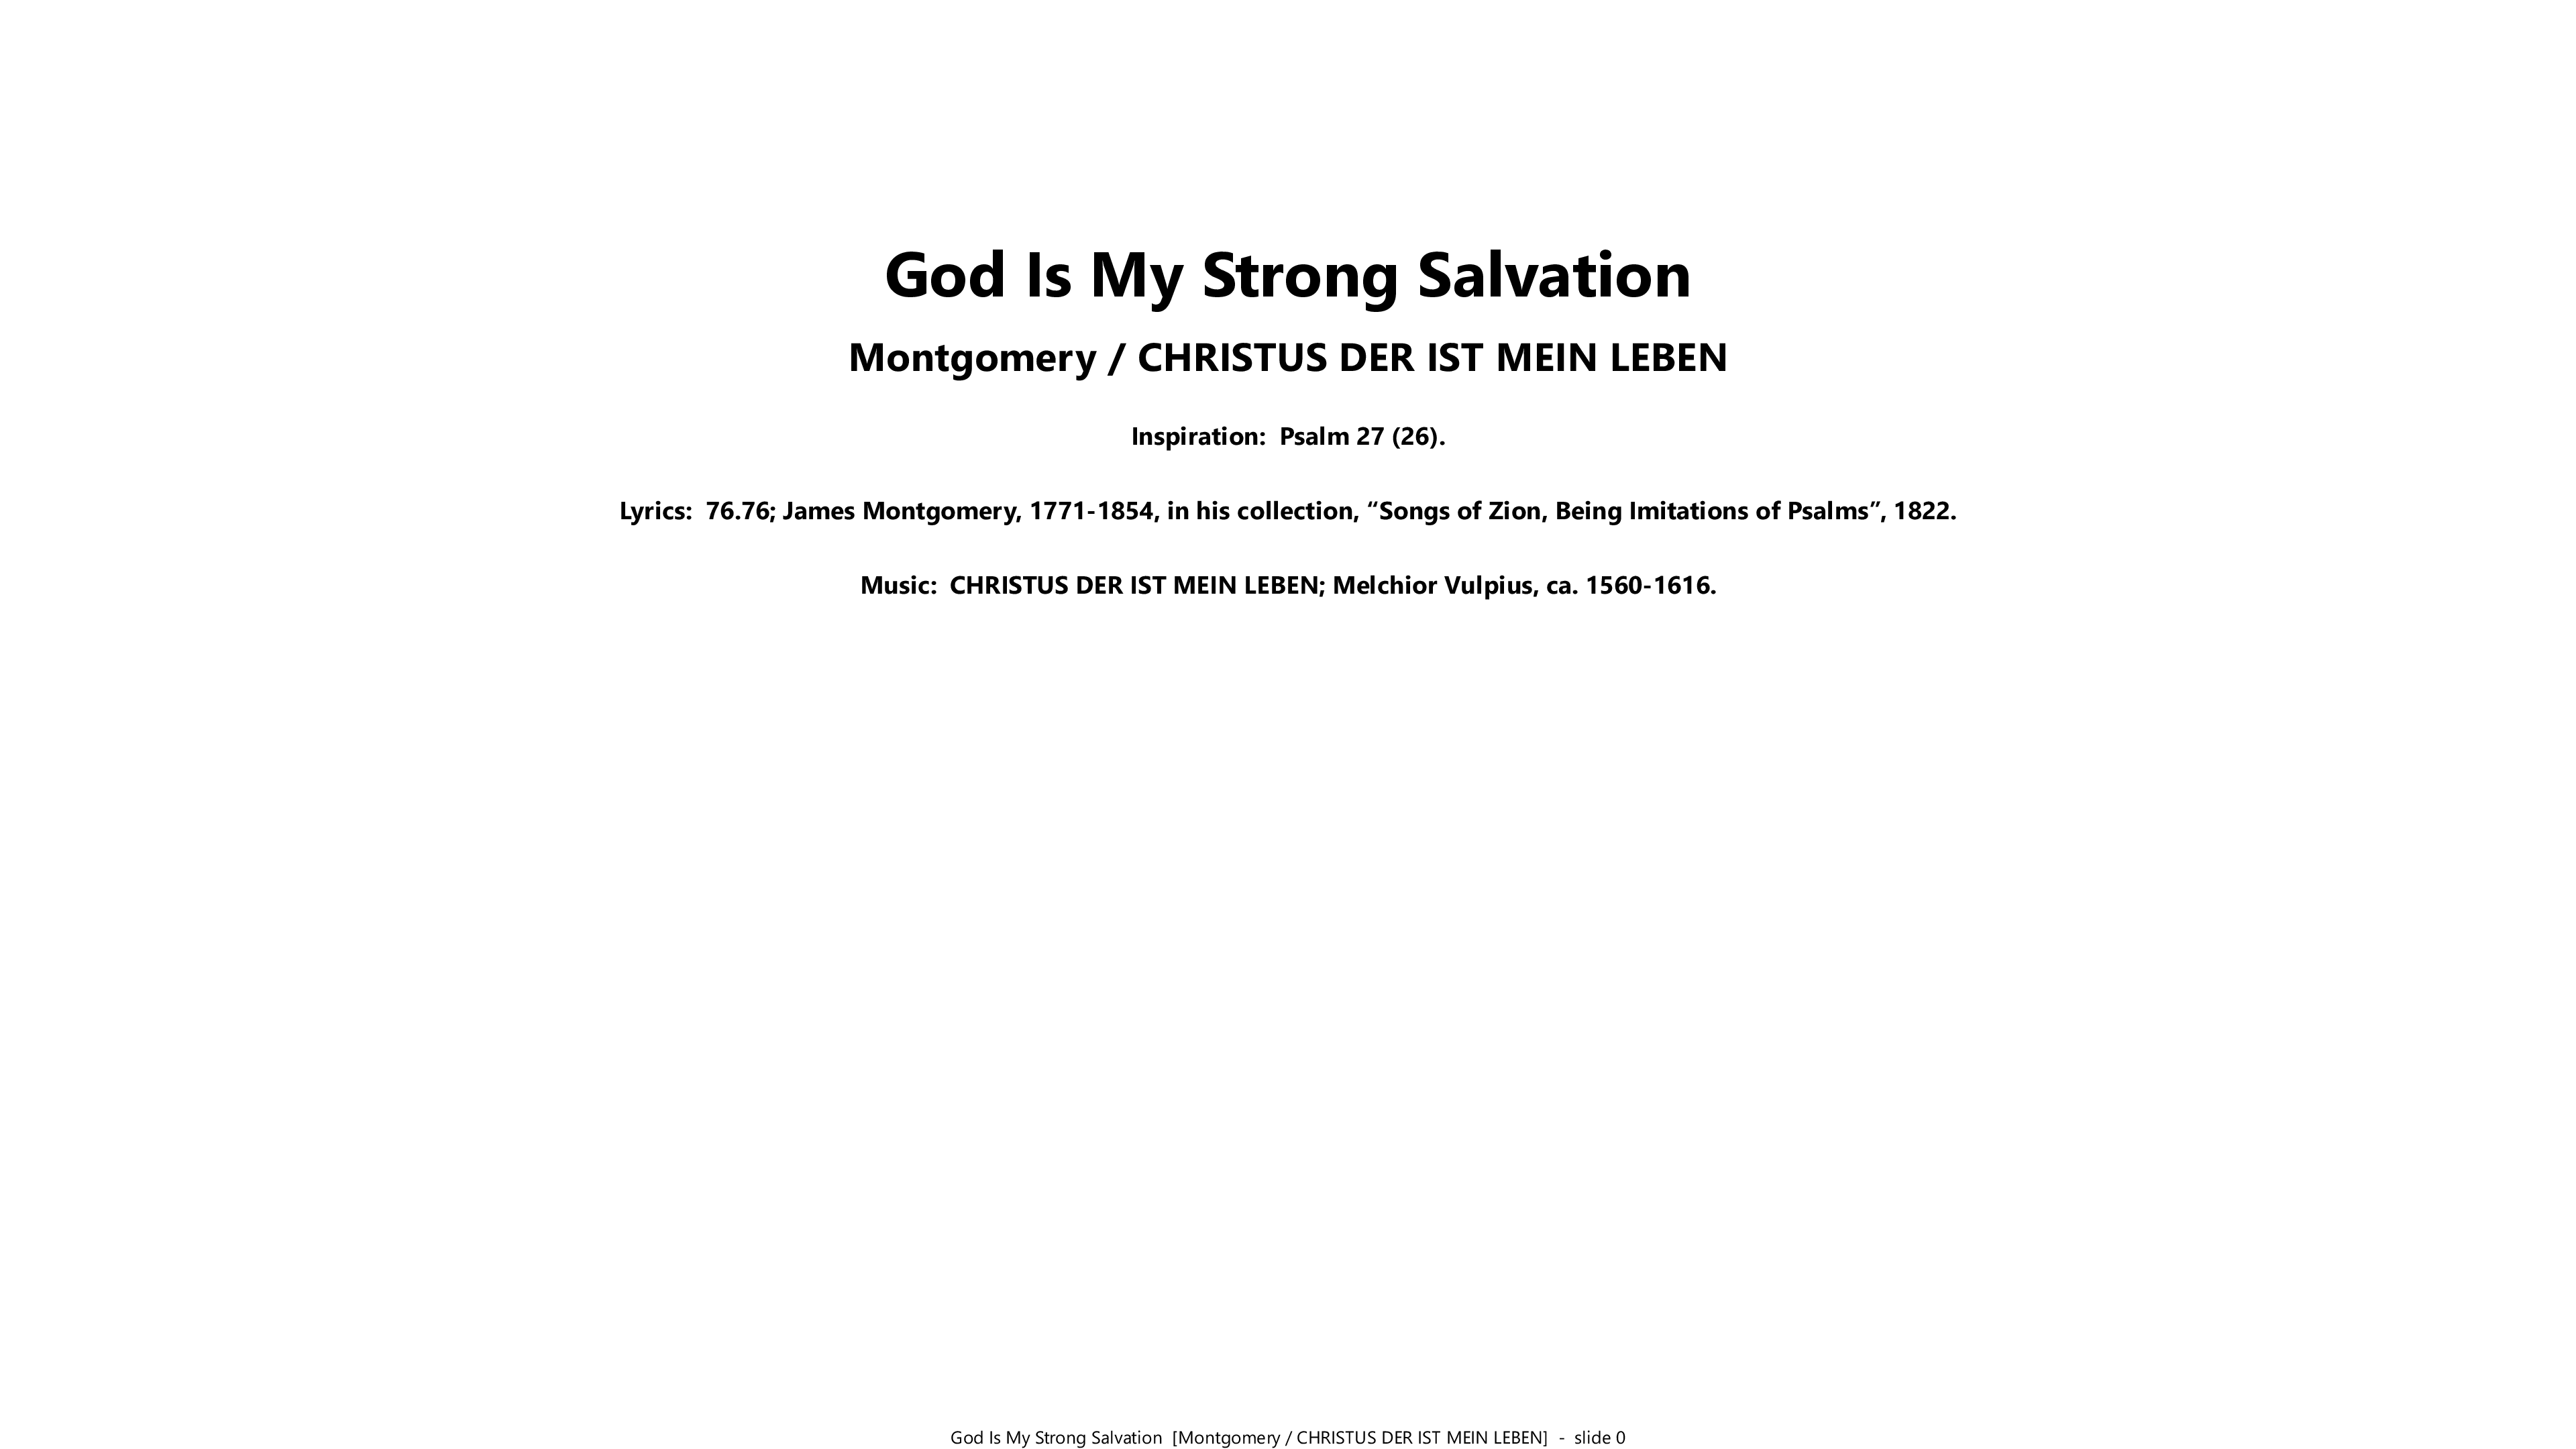 God Is My Strong Salvation
Montgomery / CHRISTUS DER IST MEIN LEBEN
Inspiration:  Psalm 27 (26).
Lyrics:  76.76; James Montgomery, 1771-1854, in his collection, “Songs of Zion, Being Imitations of Psalms”, 1822.
Music:  CHRISTUS DER IST MEIN LEBEN; Melchior Vulpius, ca. 1560-1616.
God Is My Strong Salvation  [Montgomery / CHRISTUS DER IST MEIN LEBEN]  -  slide 0